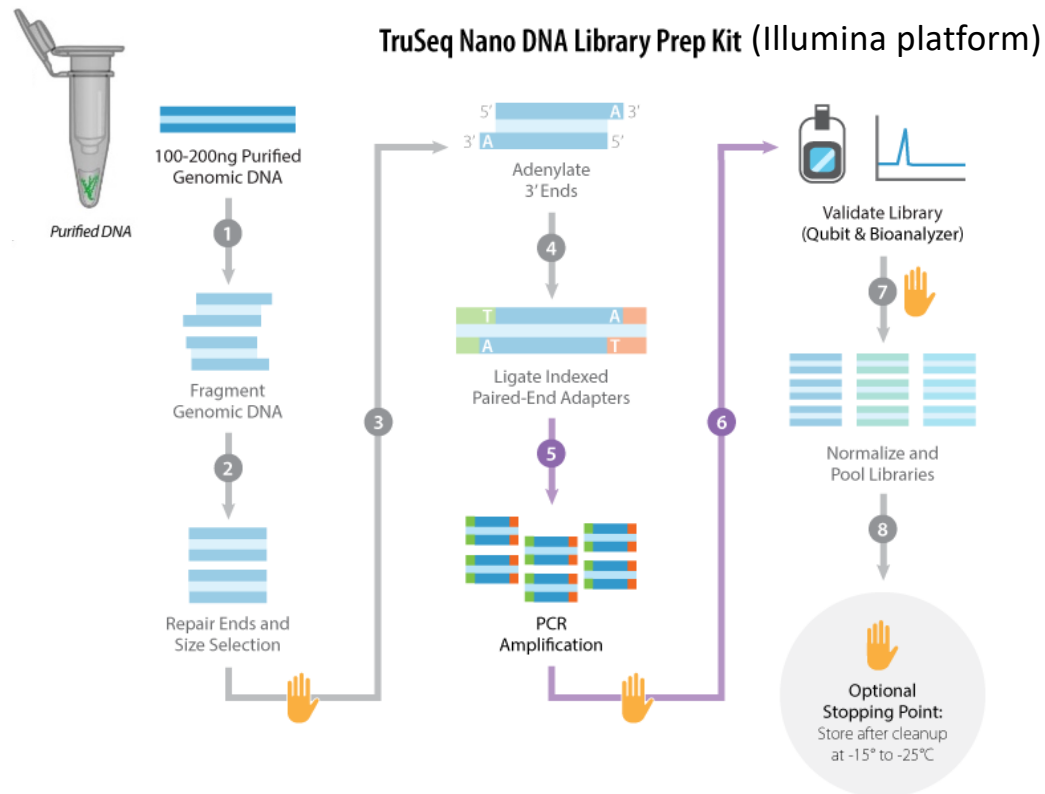 TruSeq Nano DNA Library Prep Kit (Illumina platform)
Purified DNA
100-200ng Purified
Genomic DNA
1
Fragment
Genomic DNA
2
Repair Ends and
Size Selection
3
5' A 3'
3' A 5'
Adenylate
3' Ends
4
T A
A T
Ligate Indexed
Paired-End Adapters
5
PCR
Amplification
6
Validate Library
(Qubit & Bioanalyzer)
7
Normalize and
Pool Libraries
8
Optional
Stopping Point:
Store after cleanup
at -15° to -25°C